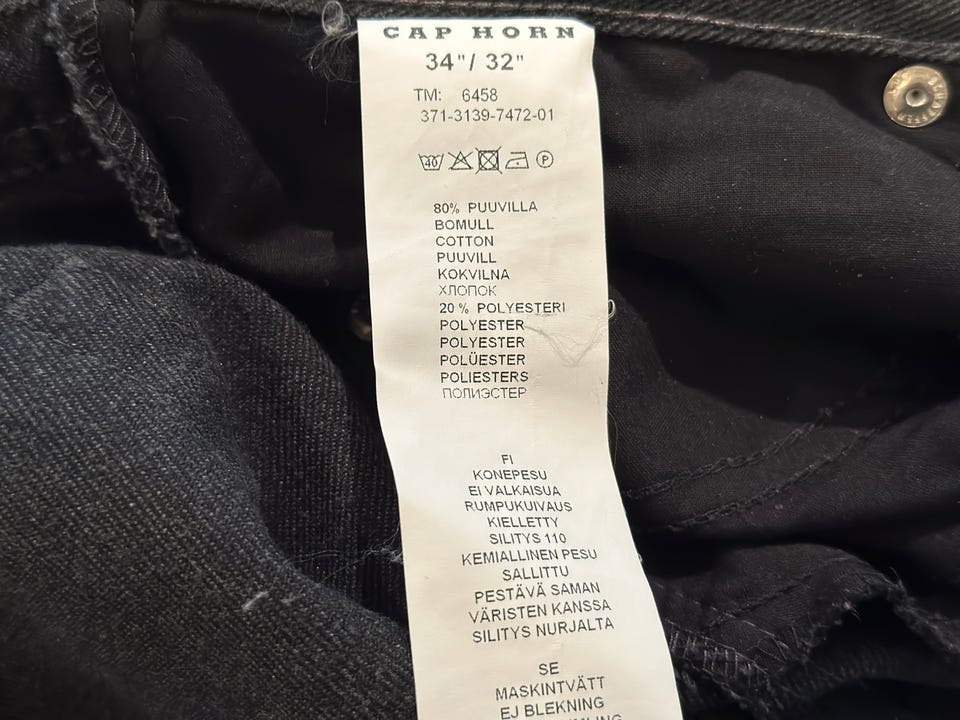 CAP HORN
34"/ 32"
TM: 6458
371-3139-7472-01
40 P
80% PUUVILLA
BOMULL
COTTON
PUUVILL
KOKVILNA
ХЛОПОК
20 % POLYESTERI
POLYESTER
POLYESTER
POLÜESTER
POLIESTERS
ПОЛИЭСТЕР
FI
KONEPESU
EI VALKAISUA
RUMPUKUIVAUS
KIELLETTY
SILITYS 110
KEMIALLINEN PESU
SALLITTU
PESTÄVÄ SAMAN
VÄRISTEN KANSSA
SILITYS NURJALTA
SE
MASKINTVÄTT
EJ BLEKNING